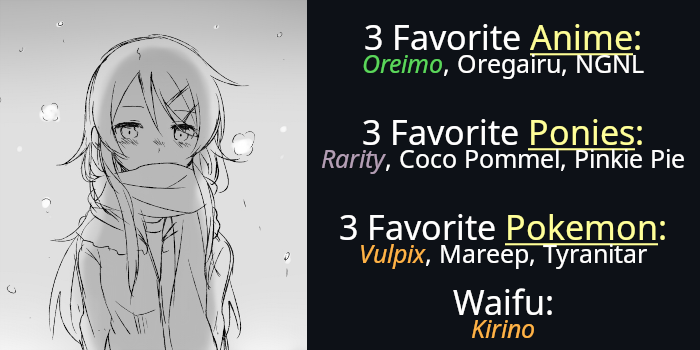 3 Favorite Anime:
Oreimo, Oregairu, NGNL
3 Favorite Ponies:
Rarity, Coco Pommel, Pinkie Pie
3 Favorite Pokemon:
Vulpix, Mareep, Tyranitar
Waifu:
Kirino